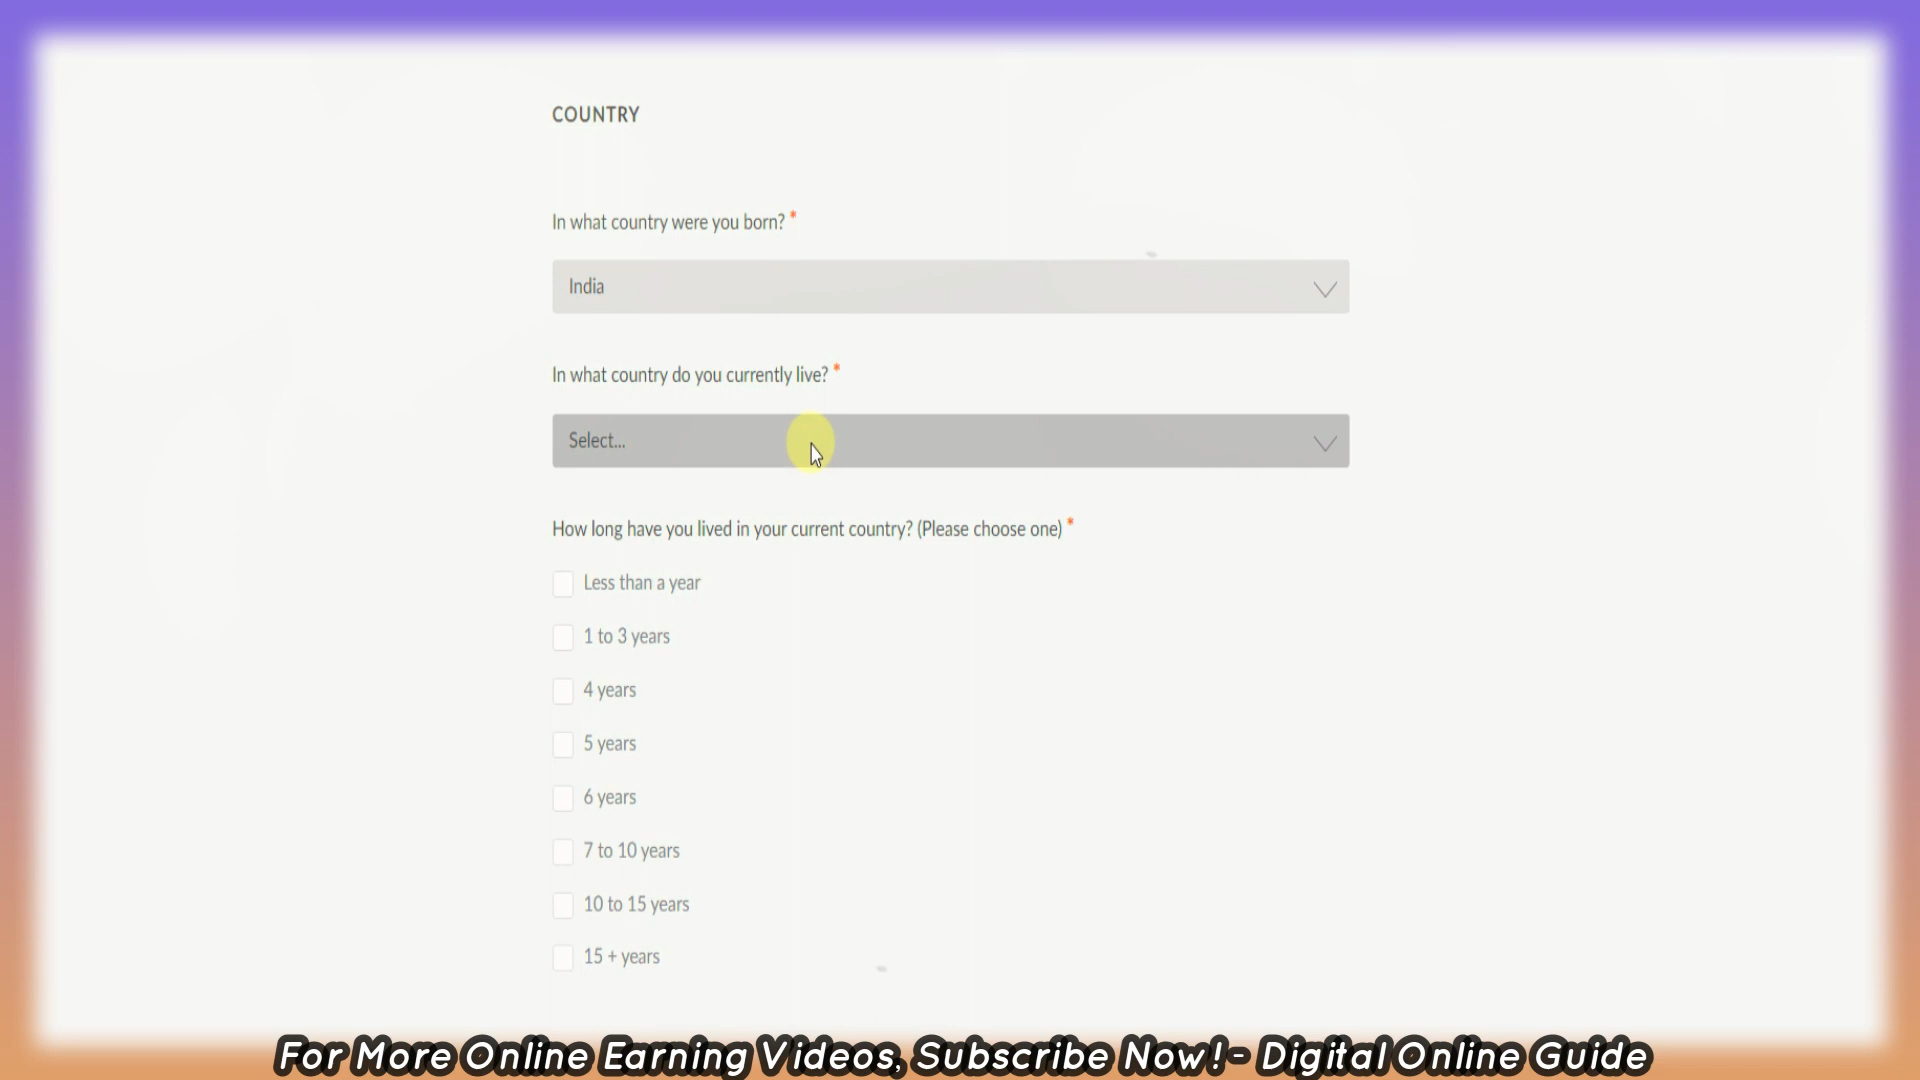 COUNTRY
In what country were you born? *
India
In what country do you currently live? *
Select...
How long have you lived in your current country? (Please choose one) *
Less than a year
1 to 3 years
4 years
5 years
6 years
7 to 10 years
10 to 15 years
15 + years
For More Online Earning Videos, Subscribe Now! - Digital Online Guide